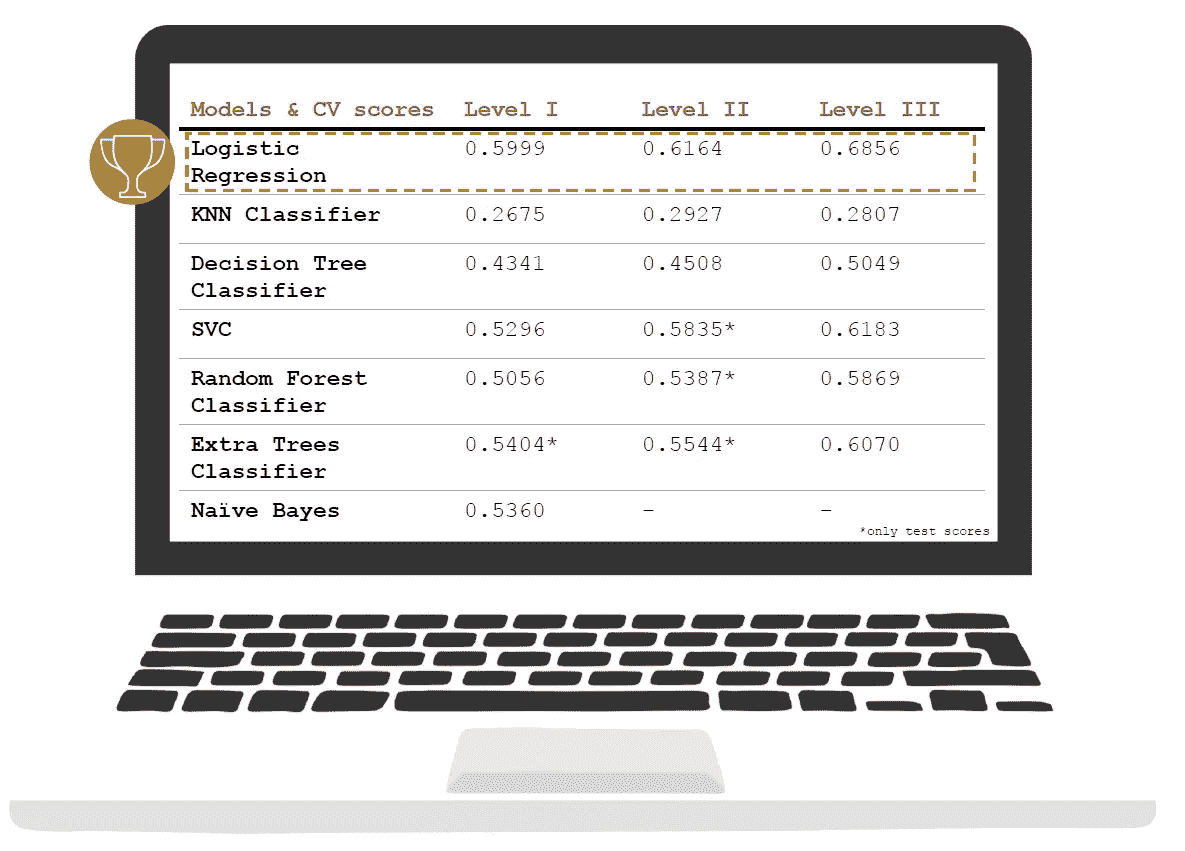 Models & CV scores Level I Level II Level III
Logistic 0.5999 0.6164 0.6856
Regression
KNN Classifier 0.2675 0.2927 0.2807
Decision Tree 0.4341 0.4508 0.5049
Classifier
SVC 0.5296 0.5835* 0.6183
Random Forest 0.5056 0.5387* 0.5869
Classifier
Extra Trees 0.5404* 0.5544* 0.6070
Classifier
Naïve Bayes 0.5360 – –
*only test scores